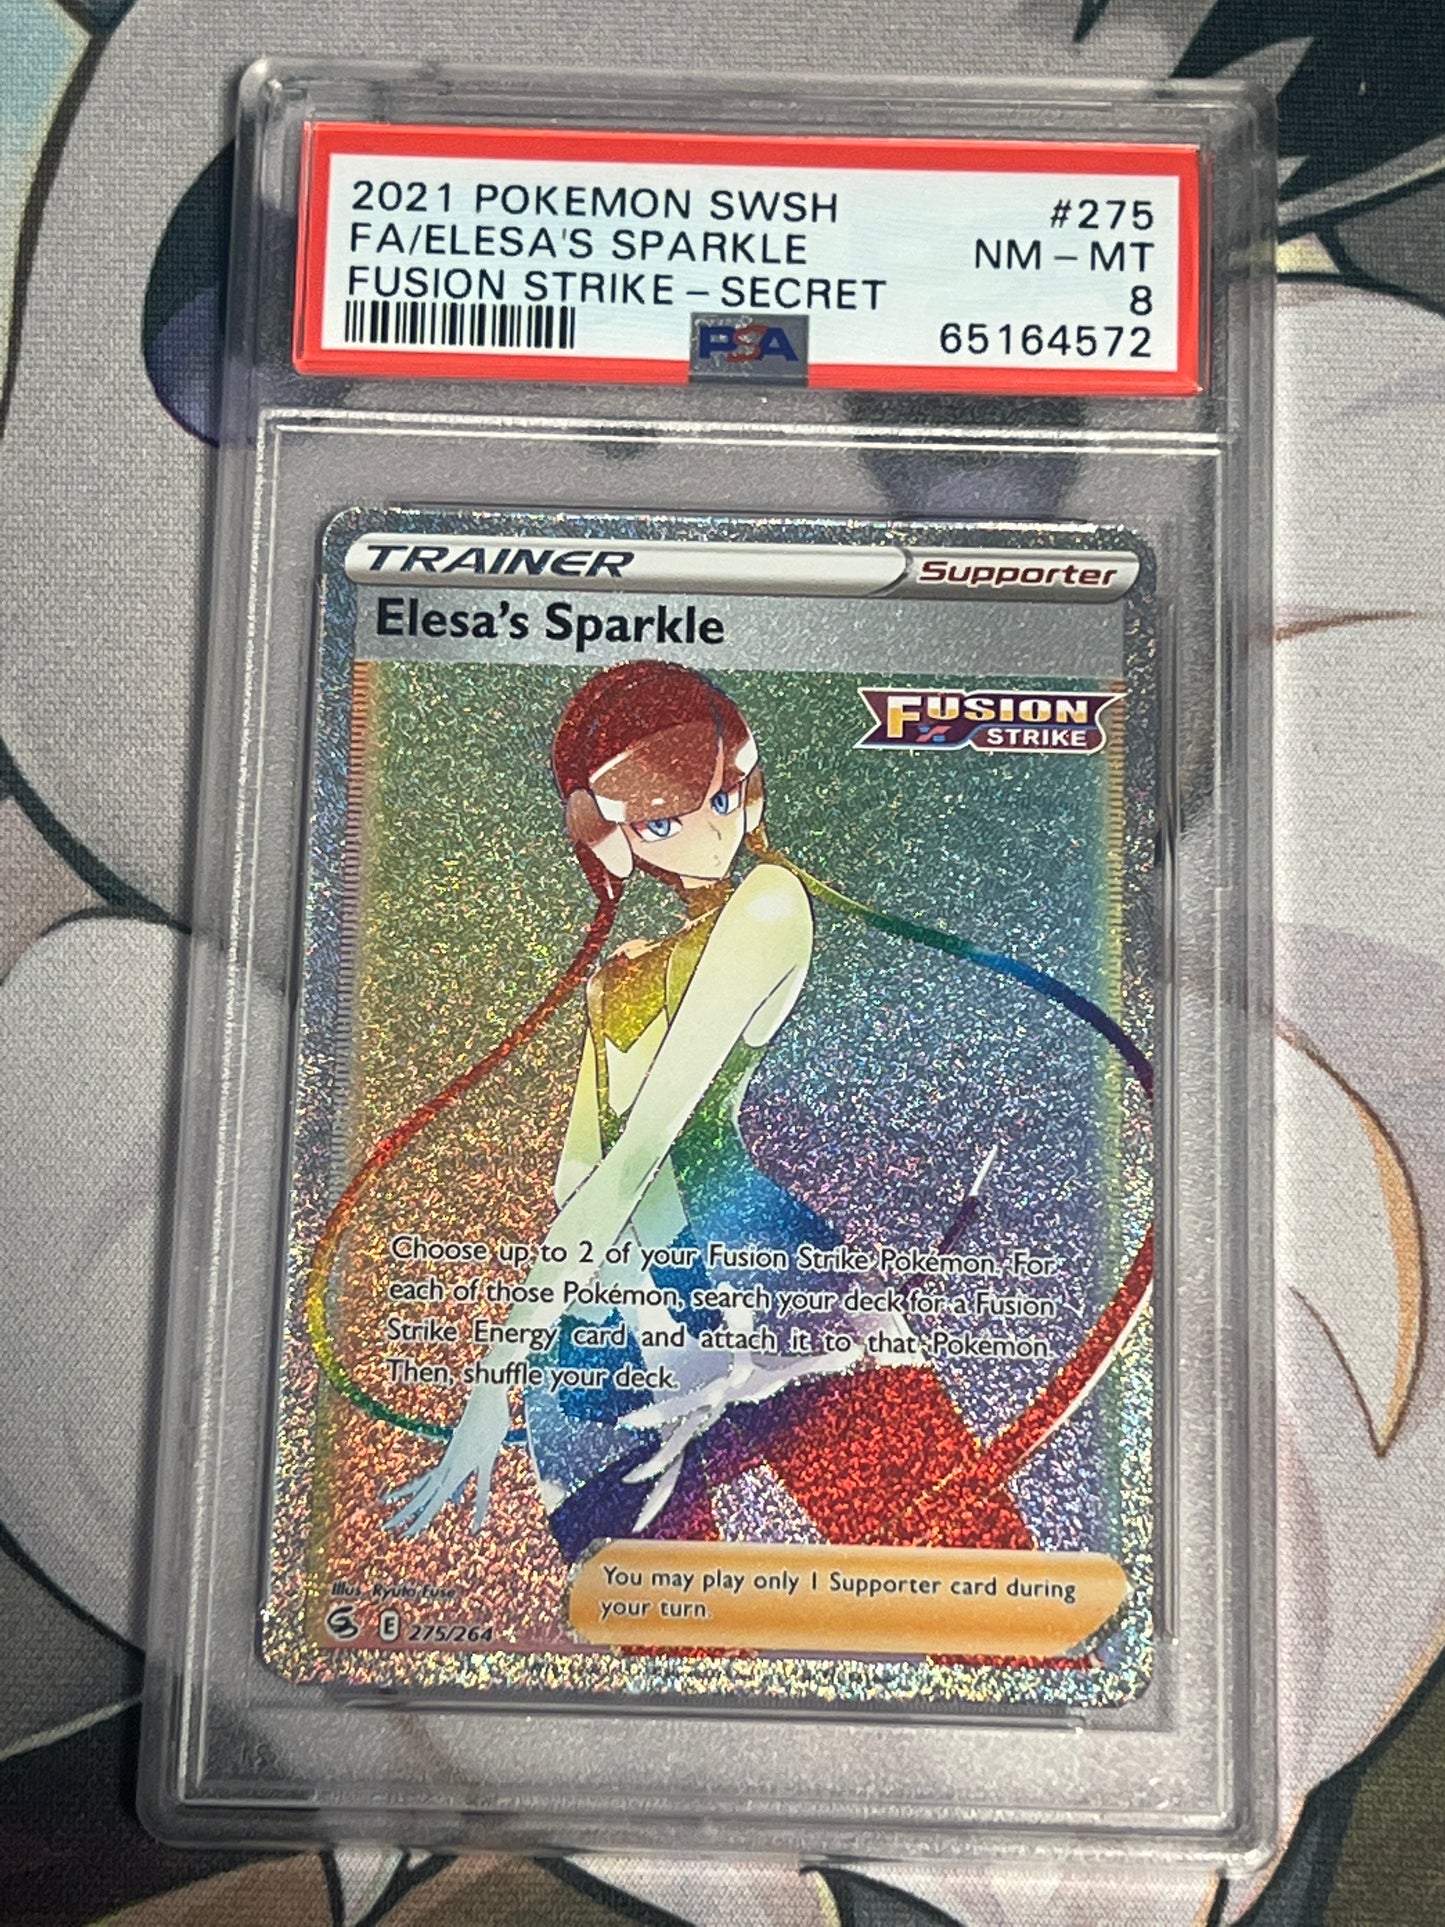 2021 POKEMON SWSH #275
FA/ELESA'S SPARKLE NM - MT
FUSION STRIKE - SECRET 8
PSA 65164572
TRAINER Supporter
Elesa's Sparkle
FUSION
STRIKE
Choose up to 2 of your Fusion Strike Pokémon. For
each of those Pokémon, search your deck for a Fusion
Strike Energy card and attach it to that Pokémon.
Then, shuffle your deck.
Illus. Ryuta Fuse
You may play only 1 Supporter card during
your turn.
E 275/264